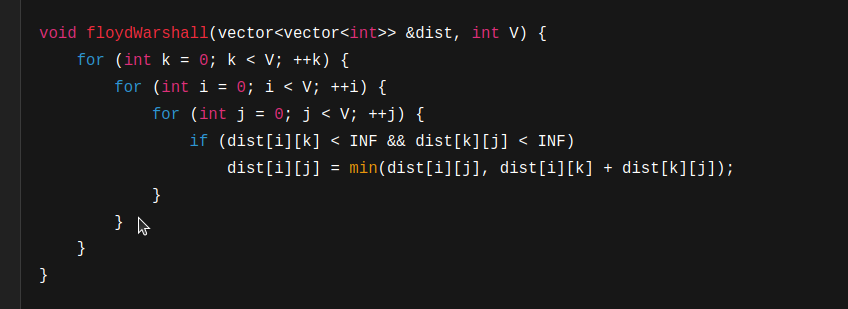 void floydWarshall(vector<vector<int>> &dist, int V) {
    for (int k = 0; k < V; ++k) {
        for (int i = 0; i < V; ++i) {
            for (int j = 0; j < V; ++j) {
                if (dist[i][k] < INF && dist[k][j] < INF)
                    dist[i][j] = min(dist[i][j], dist[i][k] + dist[k][j]);
            }
        }
    }
}